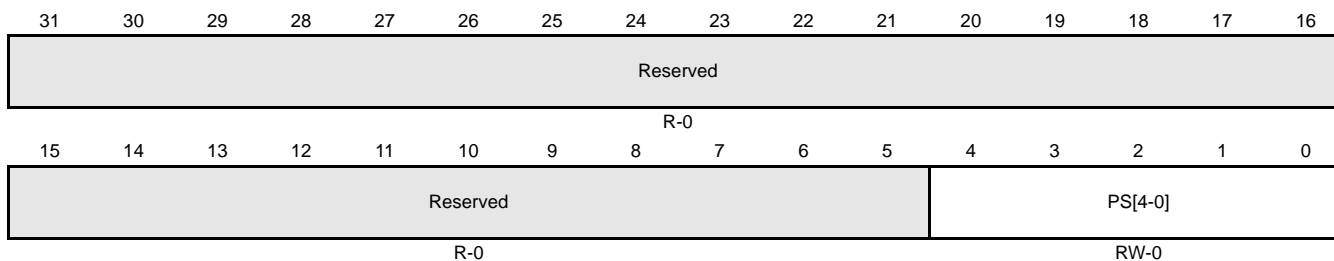 31 30 29 28 27 26 25 24 23 22 21 20 19 18 17 16
Reserved
R-0
15 14 13 12 11 10 9 8 7 6 5 4 3 2 1 0
Reserved PS[4-0]
R-0 RW-0